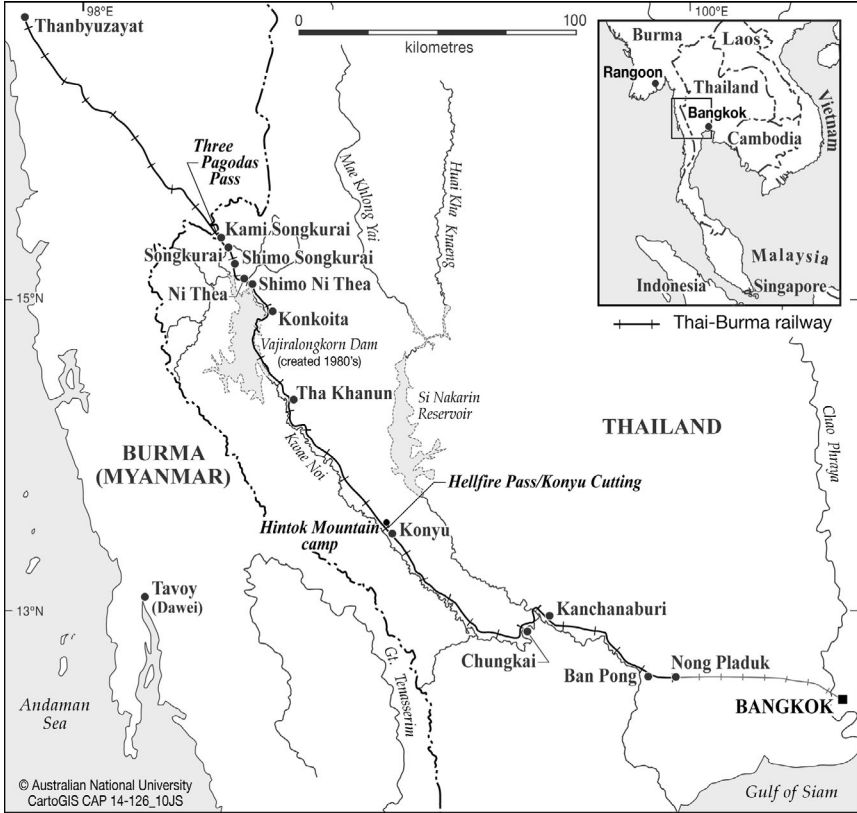 98°E
0
100
kilometres
100°E
Thanbyuzayat
Burma
Laos
Rangoon
Thailand
Vietnam
Bangkok
Cambodia
Malaysia
Indonesia
Singapore
Thai-Burma railway
Three
Pagodas
Pass
Mae Khlong Yai
Huai Kha Knaeng
Kami Songkurai
Songkurai
Shimo Songkurai
Ni Thea
Shimo Ni Thea
15°N
Konkoita
Vajiralongkorn Dam
(created 1980's)
Tha Khanun
Si Nakarin
Reservoir
THAILAND
Chao Phraya
BURMA
(MYANMAR)
Kwae Noi
Hellfire Pass/Konyu Cutting
Hintok Mountain
camp
Konyu
Tavoy
(Dawei)
13°N
Kanchanaburi
Chungkai
Ban Pong
Nong Pladuk
Gt. Tenasserim
BANGKOK
Andaman
Sea
Gulf of Siam
© Australian National University
CartoGIS CAP 14-126_10JS